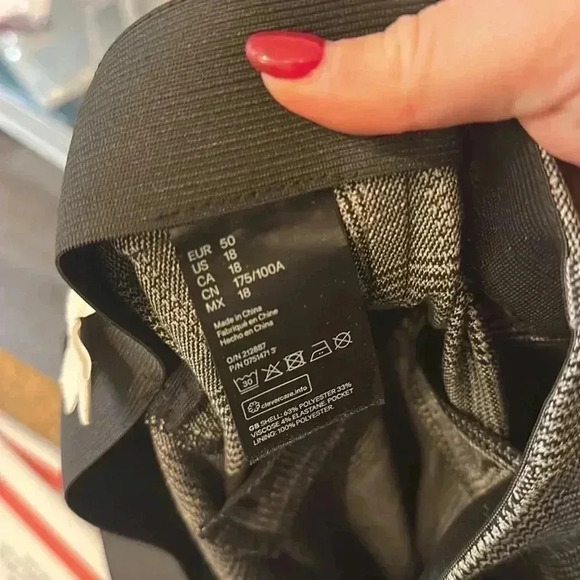 EUR 50
US 18
CA 18
CN 175/100A
MX 18
Made in China
Fabriqué en Chine
Hecho en China
O/N 212887
P/N 0751471 3
30
clevercare.info
GB SHELL: 63% POLYESTER 33%
VISCOSE 4% ELASTANE. POCKET
LINING: 100% POLYESTER.